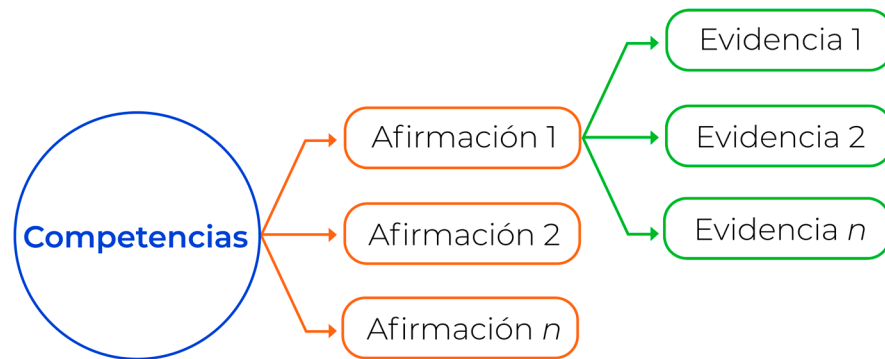 Competencias
Afirmación 1
Afirmación 2
Afirmación n
Evidencia 1
Evidencia 2
Evidencia n